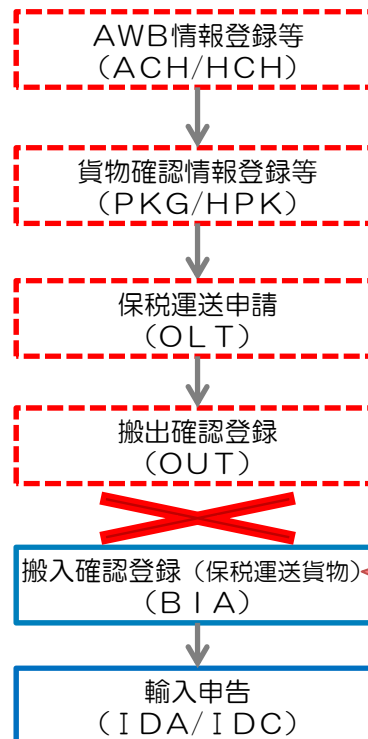 AWB情報登録等
（ACH/HCH）
貨物確認情報登録等
（PKG/HPK）
保税運送申請
（OLT）
搬出確認登録
（OUT）
搬入確認登録（保税運送貨物）
（BIA）
輸入申告
（IDA/IDC）